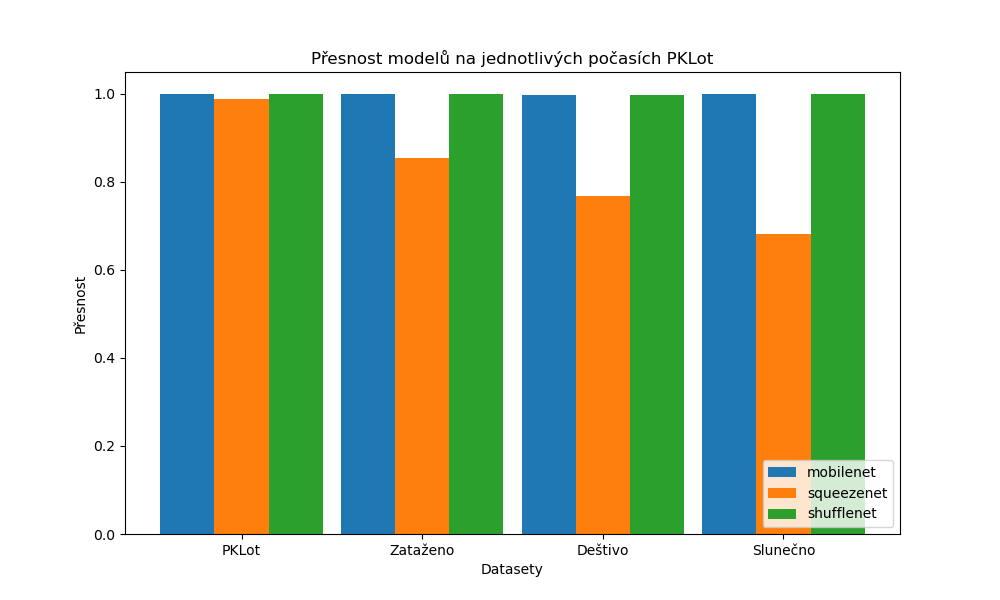 Přesnost modelů na jednotlivých počasích PKLot
1.0
0.8
0.6
0.4
0.2
0.0
Přesnost
mobilenet
squeezenet
shufflenet
PKLot Zataženo Deštivo Slunečno
Datasety